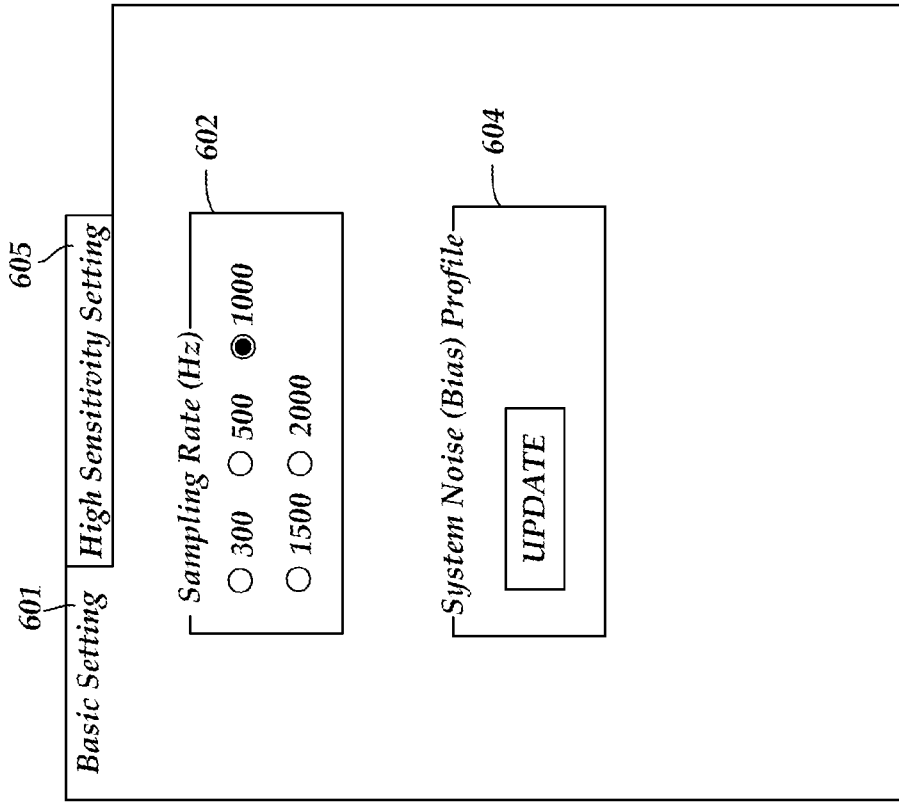 601
605
Basic Setting
High Sensitivity Setting
602
Sampling Rate (Hz)
300 500 1000
1500 2000
604
System Noise (Bias) Profile
UPDATE